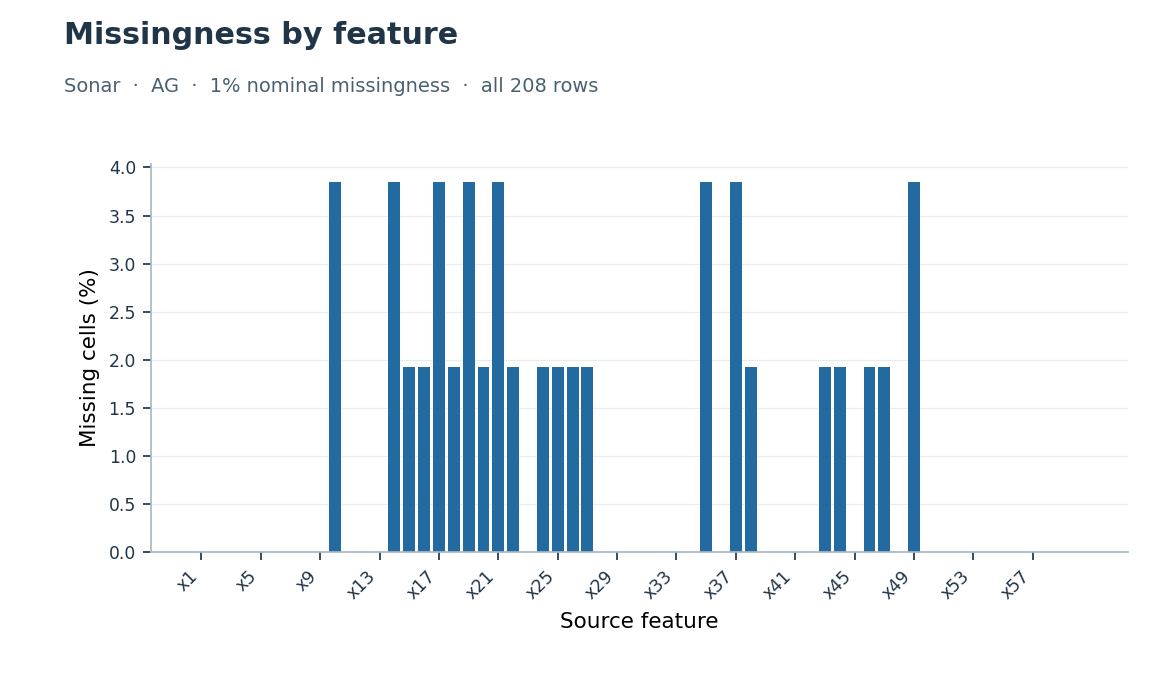 Missingness by feature
Sonar · AG · 1% nominal missingness · all 208 rows
4.0
3.5
3.0
2.5
2.0
1.5
1.0
0.5
0.0
Missing cells (%)
x1 x5 x9 x13 x17 x21 x25 x29 x33 x37 x41 x45 x49 x53 x57
Source feature